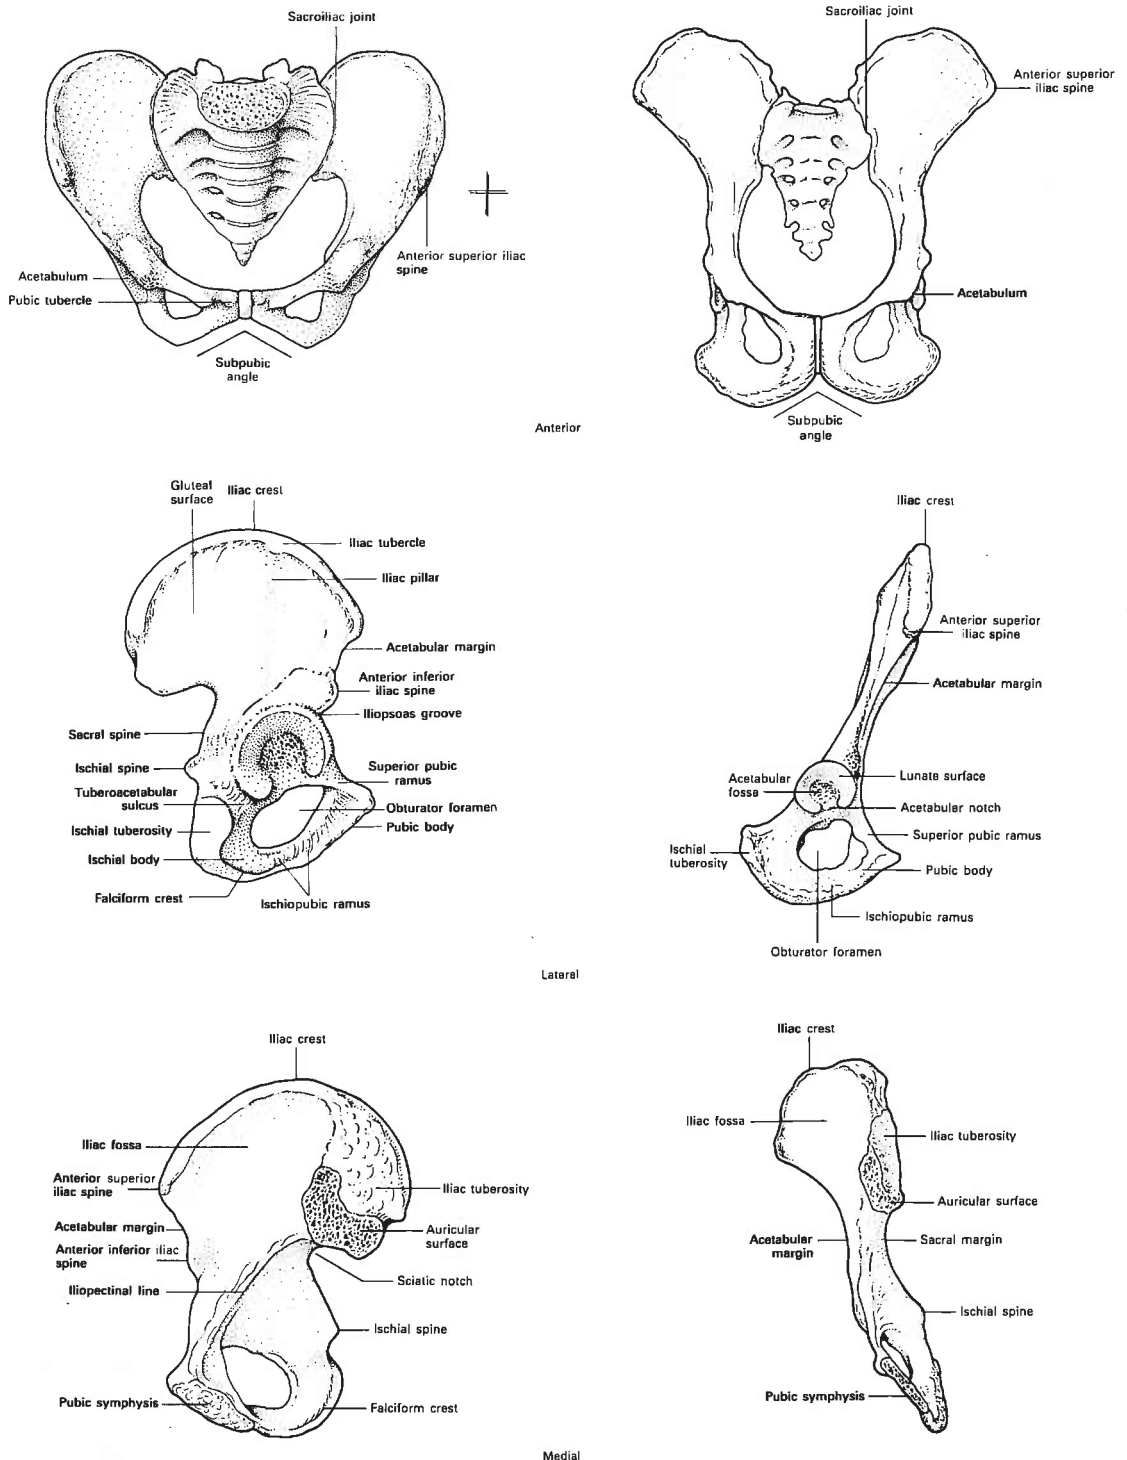 Sacroiliac joint
Anterior superior iliac
spine
Acetabulum
Pubic tubercle
Subpubic
angle
Sacroiliac joint
Anterior superior
iliac spine
Acetabulum
Subpubic
angle
Anterior
Gluteal
surface
Iliac crest
Iliac tubercle
Iliac pillar
Acetabular margin
Anterior inferior
iliac spine
Iliopsoas groove
Sacral spine
Ischial spine
Superior pubic
ramus
Tuberoacetabular
sulcus
Obturator foramen
Ischial tuberosity
Pubic body
Ischial body
Falciform crest
Ischiopubic ramus
Iliac crest
Anterior superior
iliac spine
Acetabular margin
Acetabular
fossa
Lunate surface
Acetabular notch
Superior pubic ramus
Ischial
tuberosity
Pubic body
Ischiopubic ramus
Obturator foramen
Lateral
Iliac crest
Iliac fossa
Anterior superior
iliac spine
Iliac tuberosity
Acetabular margin
Auricular
surface
Anterior inferior iliac
spine
Sciatic notch
Iliopectinal line
Ischial spine
Pubic symphysis
Falciform crest
Iliac crest
Iliac fossa
Iliac tuberosity
Auricular surface
Acetabular
margin
Sacral margin
Ischial spine
Pubic symphysis
Medial